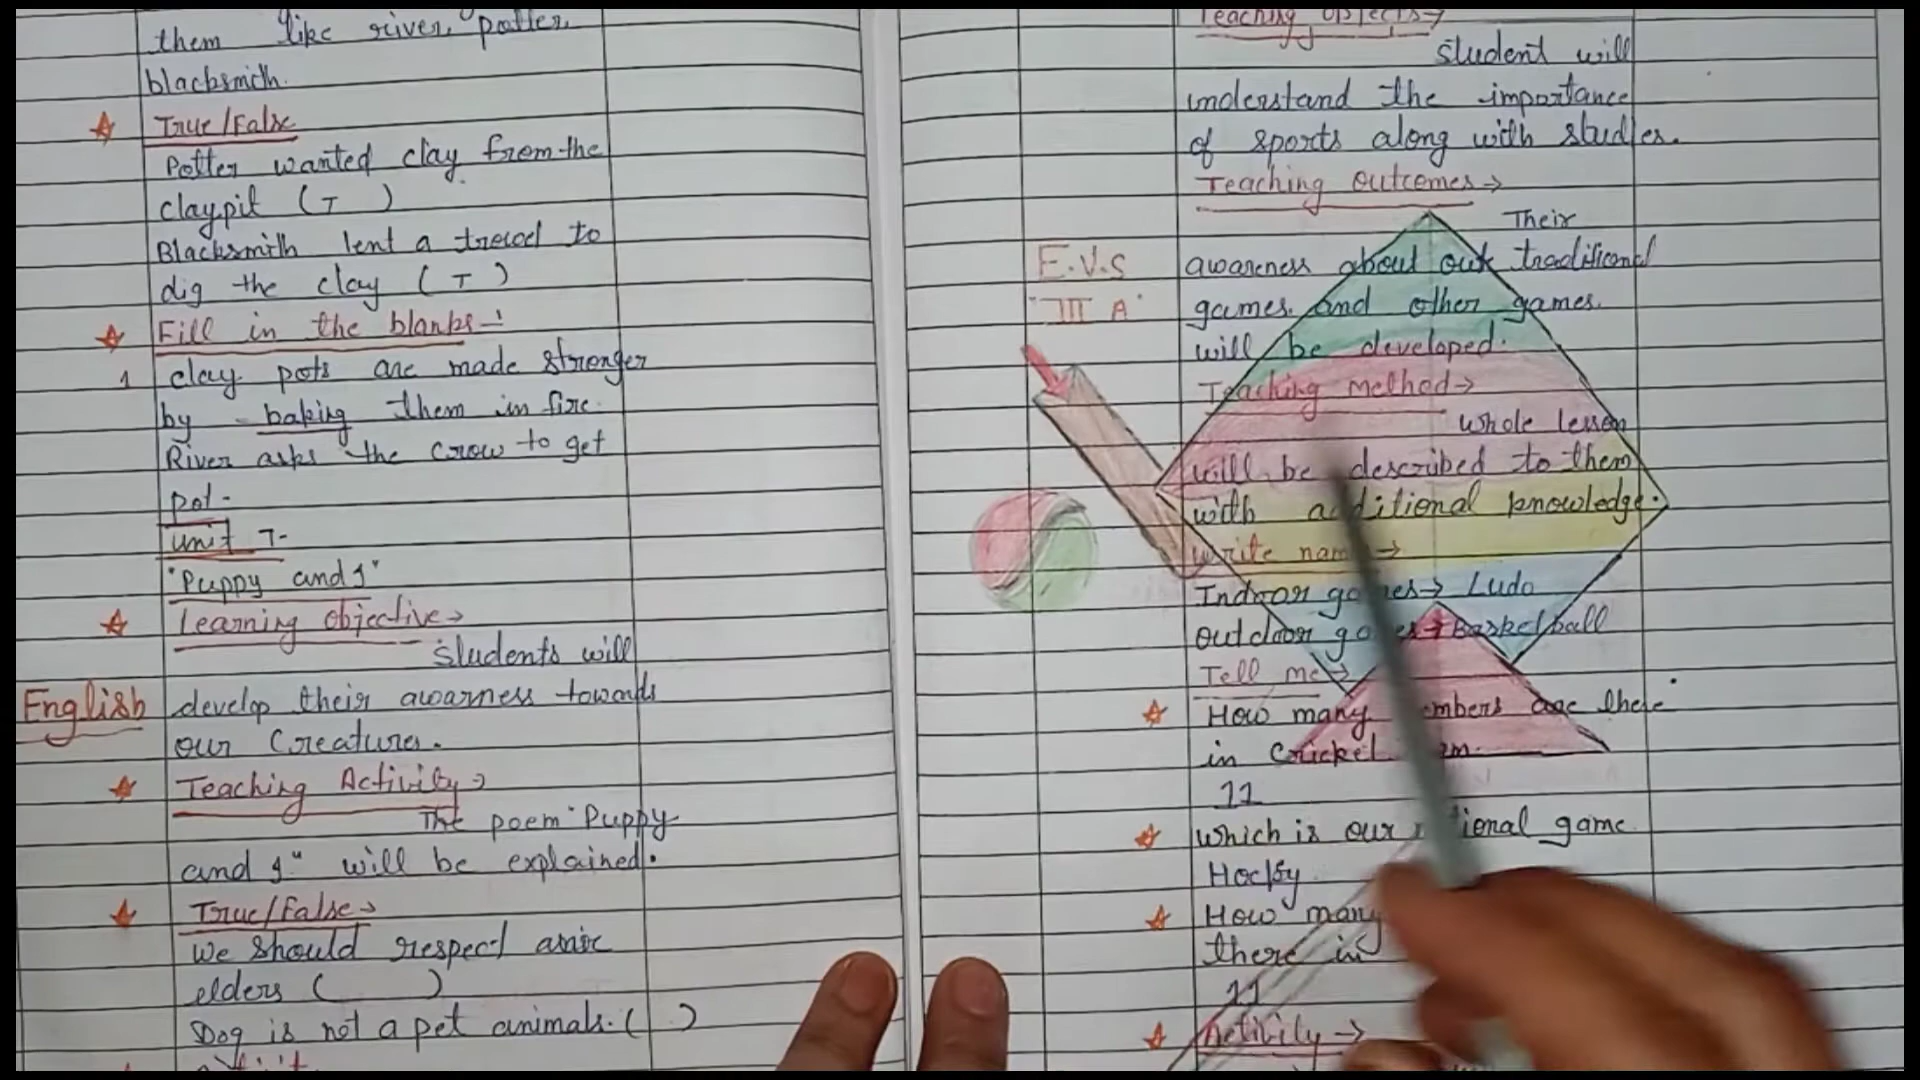 them like river, potter,
blacksmith.
True/False
Potter wanted clay from the
claypit (T )
Blacksmith lent a trowel to
dig the clay (T )
Fill in the blanks-:
1 clay pots are made stronger
by baking them in fire.
River asks the crow to get
pot.
Unit 7-
"Puppy and I"
Learning Objective→
Students will
English
develop their awarness towards
our Creatures.
Teaching Activity→
The poem "Puppy
and I" will be explained.
True/False→
We should respect
elders ( )
Dog is not a pet animals. ( )
Teaching Objects→
Student will
understand the importance
of sports along with studies.
Teaching Outcomes→
Their
E.V.S
awareness about our traditional
"III A"
games and other games
will be developed.
Teaching method→
whole lesson
will be described to them
with additional knowledge.
write name→
Indoor games→ Ludo
outdoor games→ Basketball
Tell me→
How many members are there
in Cricket
11
which is our national game
Hockey
How many
there in
11
Activity→